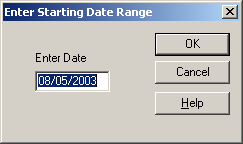 Enter Starting Date Range
Enter Date
08/05/2003
OK
Cancel
Help